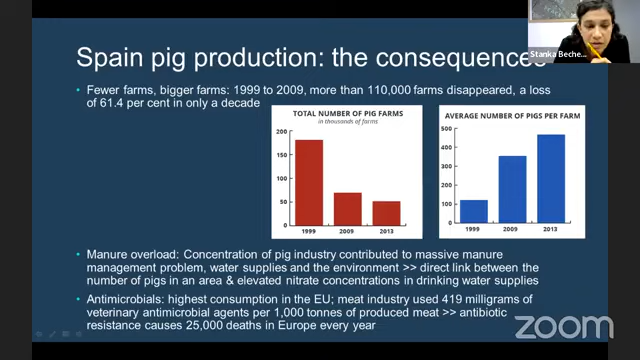 Spain pig production: the consequences
Stanka Beche...
• Fewer farms, bigger farms: 1999 to 2009, more than 110,000 farms disappeared, a loss
of 61.4 per cent in only a decade
TOTAL NUMBER OF PIG FARMS
in thousands of farms
200
150
100
50
0
1999 2009 2013
AVERAGE NUMBER OF PIGS PER FARM
500
400
300
200
100
0
1999 2009 2013
• Manure overload: Concentration of pig industry contributed to massive manure
management problem, water supplies and the environment >> direct link between the
number of pigs in an area & elevated nitrate concentrations in drinking water supplies
• Antimicrobials: highest consumption in the EU; meat industry used 419 milligrams of
veterinary antimicrobial agents per 1,000 tonnes of produced meat >> antibiotic
resistance causes 25,000 deaths in Europe every year
zoom